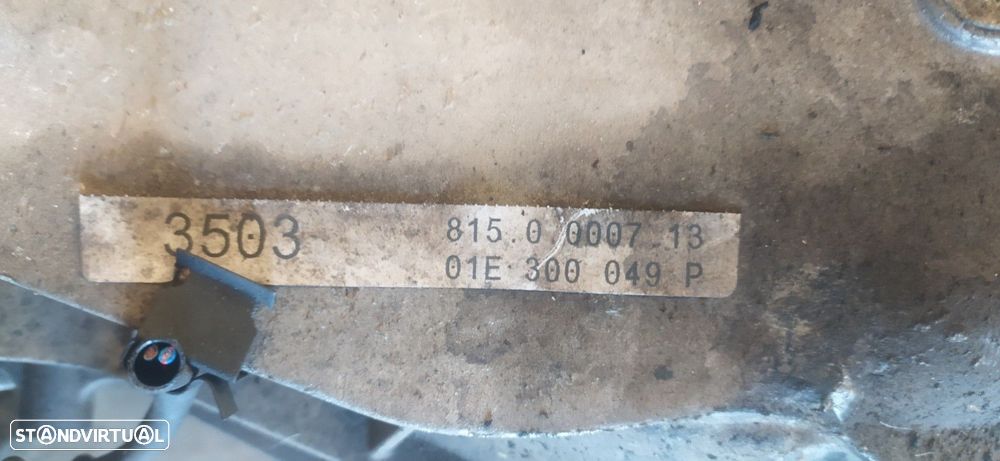 3503
815.0 0007 13
01E 300 049 P
STANDVIRTUAL